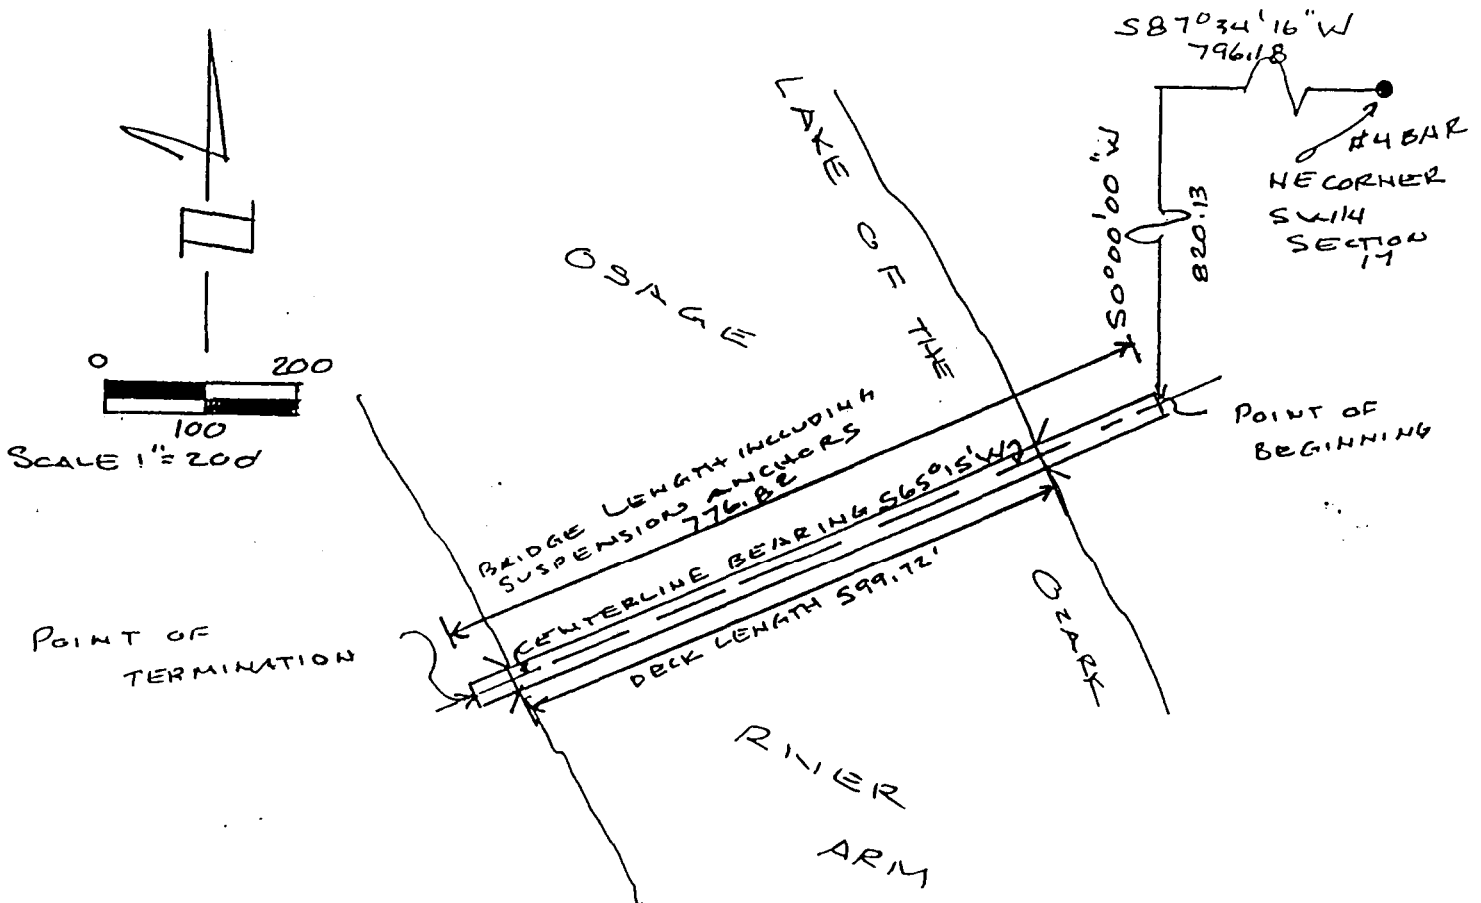 S87°34'16"W
796.18
#4 BAR
NE CORNER
SW1/4
SECTION
17
S0°00'00"W
820.13
LAKE OF THE
OSAGE
N
0 200
100
SCALE 1"=200'
POINT OF
BEGINNING
BRIDGE LENGTH INCLUDING
SUSPENSION ANCHORS
776.82
CENTERLINE BEARING S65°15'W
DECK LENGTH 599.72'
POINT OF
TERMINATION
OZARK
RIVER
ARM